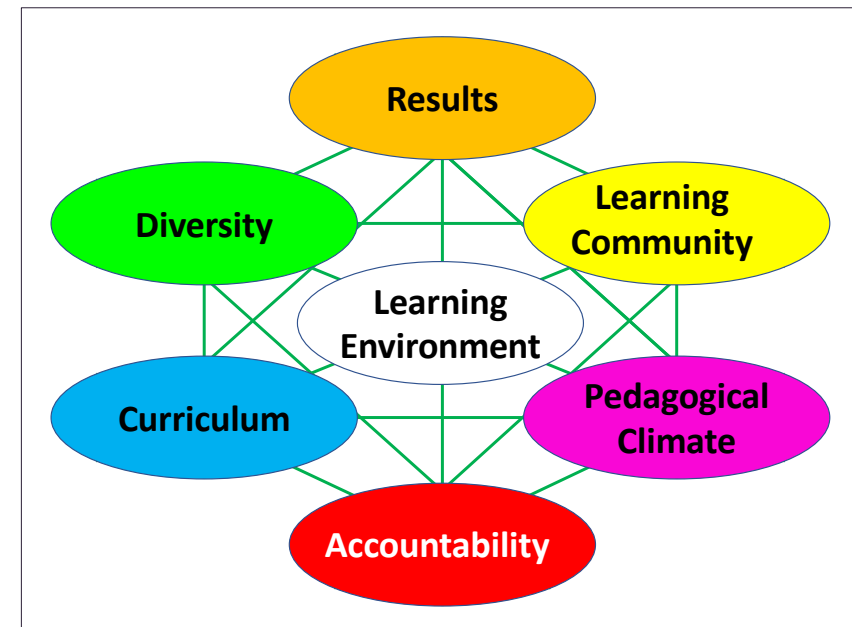 Results
Diversity
Learning
Community
Learning
Environment
Curriculum
Pedagogical
Climate
Accountability